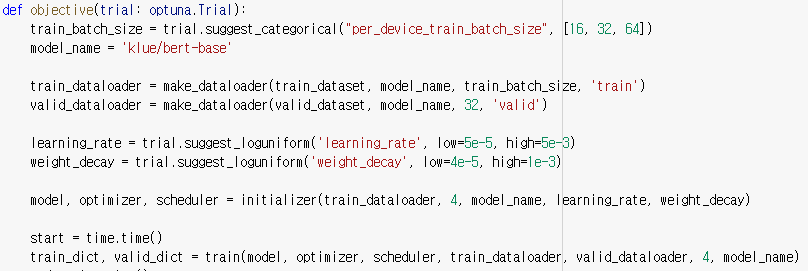 def objective(trial: optuna.Trial):
    train_batch_size = trial.suggest_categorical("per_device_train_batch_size", [16, 32, 64])
    model_name = 'klue/bert-base'
    train_dataloader = make_dataloader(train_dataset, model_name, train_batch_size, 'train')
    valid_dataloader = make_dataloader(valid_dataset, model_name, 32, 'valid')
    learning_rate = trial.suggest_loguniform('learning_rate', low=5e-5, high=5e-3)
    weight_decay = trial.suggest_loguniform('weight_decay', low=4e-5, high=1e-3)
    model, optimizer, scheduler = initializer(train_dataloader, 4, model_name, learning_rate, weight_decay)
    start = time.time()
    train_dict, valid_dict = train(model, optimizer, scheduler, train_dataloader, valid_dataloader, 4, model_name)